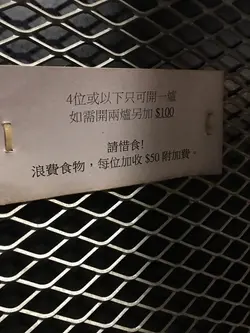 4位或以下只可開一爐
如需開兩爐另加 $100
請惜食!
浪費食物，每位加收 $50 附加費。